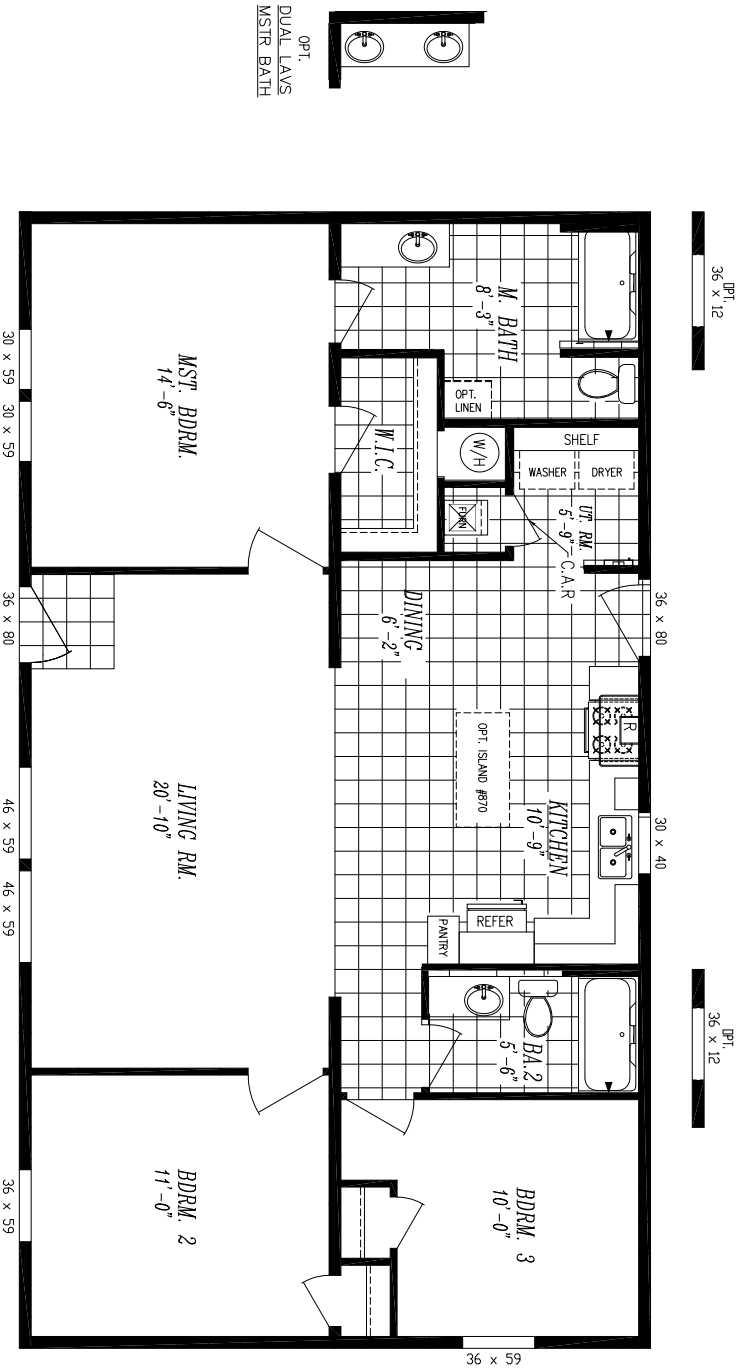 OPT.
DUAL LAVS
MSTR BATH
OPT.
36 x 12
M. BATH
8'-3"
OPT.
LINEN
MST. BDRM.
14'-6"
W.I.C.
W/H
SHELF
WASHER
DRYER
FURN
UT. RM.
5'-9"
C.A.R
30 x 59
30 x 59
36 x 80
36 x 80
DINING
6'-2"
R
OPT. ISLAND #870
KITCHEN
10'-9"
30 x 40
LIVING RM.
20'-10"
46 x 59
46 x 59
REFER
PANTRY
OPT.
36 x 12
BA.2
5'-6"
BDRM. 2
11'-0"
BDRM. 3
10'-0"
36 x 59
36 x 59